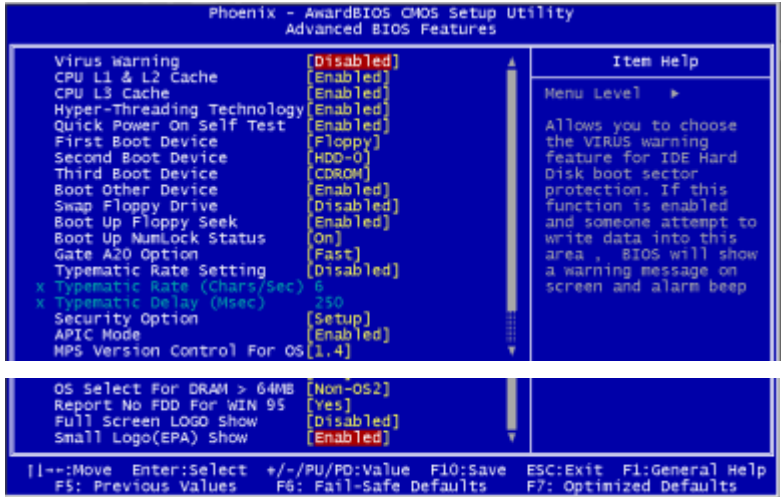 Phoenix - AwardBIOS CMOS Setup Utility
Advanced BIOS Features
Virus Warning [Disabled]
CPU L1 & L2 Cache [Enabled]
CPU L3 Cache [Enabled]
Hyper-Threading Technology[Enabled]
Quick Power On Self Test [Enabled]
First Boot Device [Floppy]
Second Boot Device [HDD-0]
Third Boot Device [CDROM]
Boot Other Device [Enabled]
Swap Floppy Drive [Disabled]
Boot Up Floppy Seek [Enabled]
Boot Up NumLock Status [On]
Gate A20 Option [Fast]
Typematic Rate Setting [Disabled]
x Typematic Rate (Chars/Sec) 6
x Typematic Delay (Msec) 250
Security Option [Setup]
APIC Mode [Enabled]
MPS Version Control For OS[1.4]
OS Select For DRAM > 64MB [Non-OS2]
Report No FDD For WIN 95 [Yes]
Full Screen LOGO Show [Disabled]
Small Logo(EPA) Show [Enabled]
Item Help
Menu Level ▶
Allows you to choose
the VIRUS warning
feature for IDE Hard
Disk boot sector
protection. If this
function is enabled
and someone attempt to
write data into this
area , BIOS will show
a warning message on
screen and alarm beep
↑↓→←:Move Enter:Select +/-/PU/PD:Value F10:Save ESC:Exit F1:General Help
F5: Previous Values F6: Fail-Safe Defaults F7: Optimized Defaults